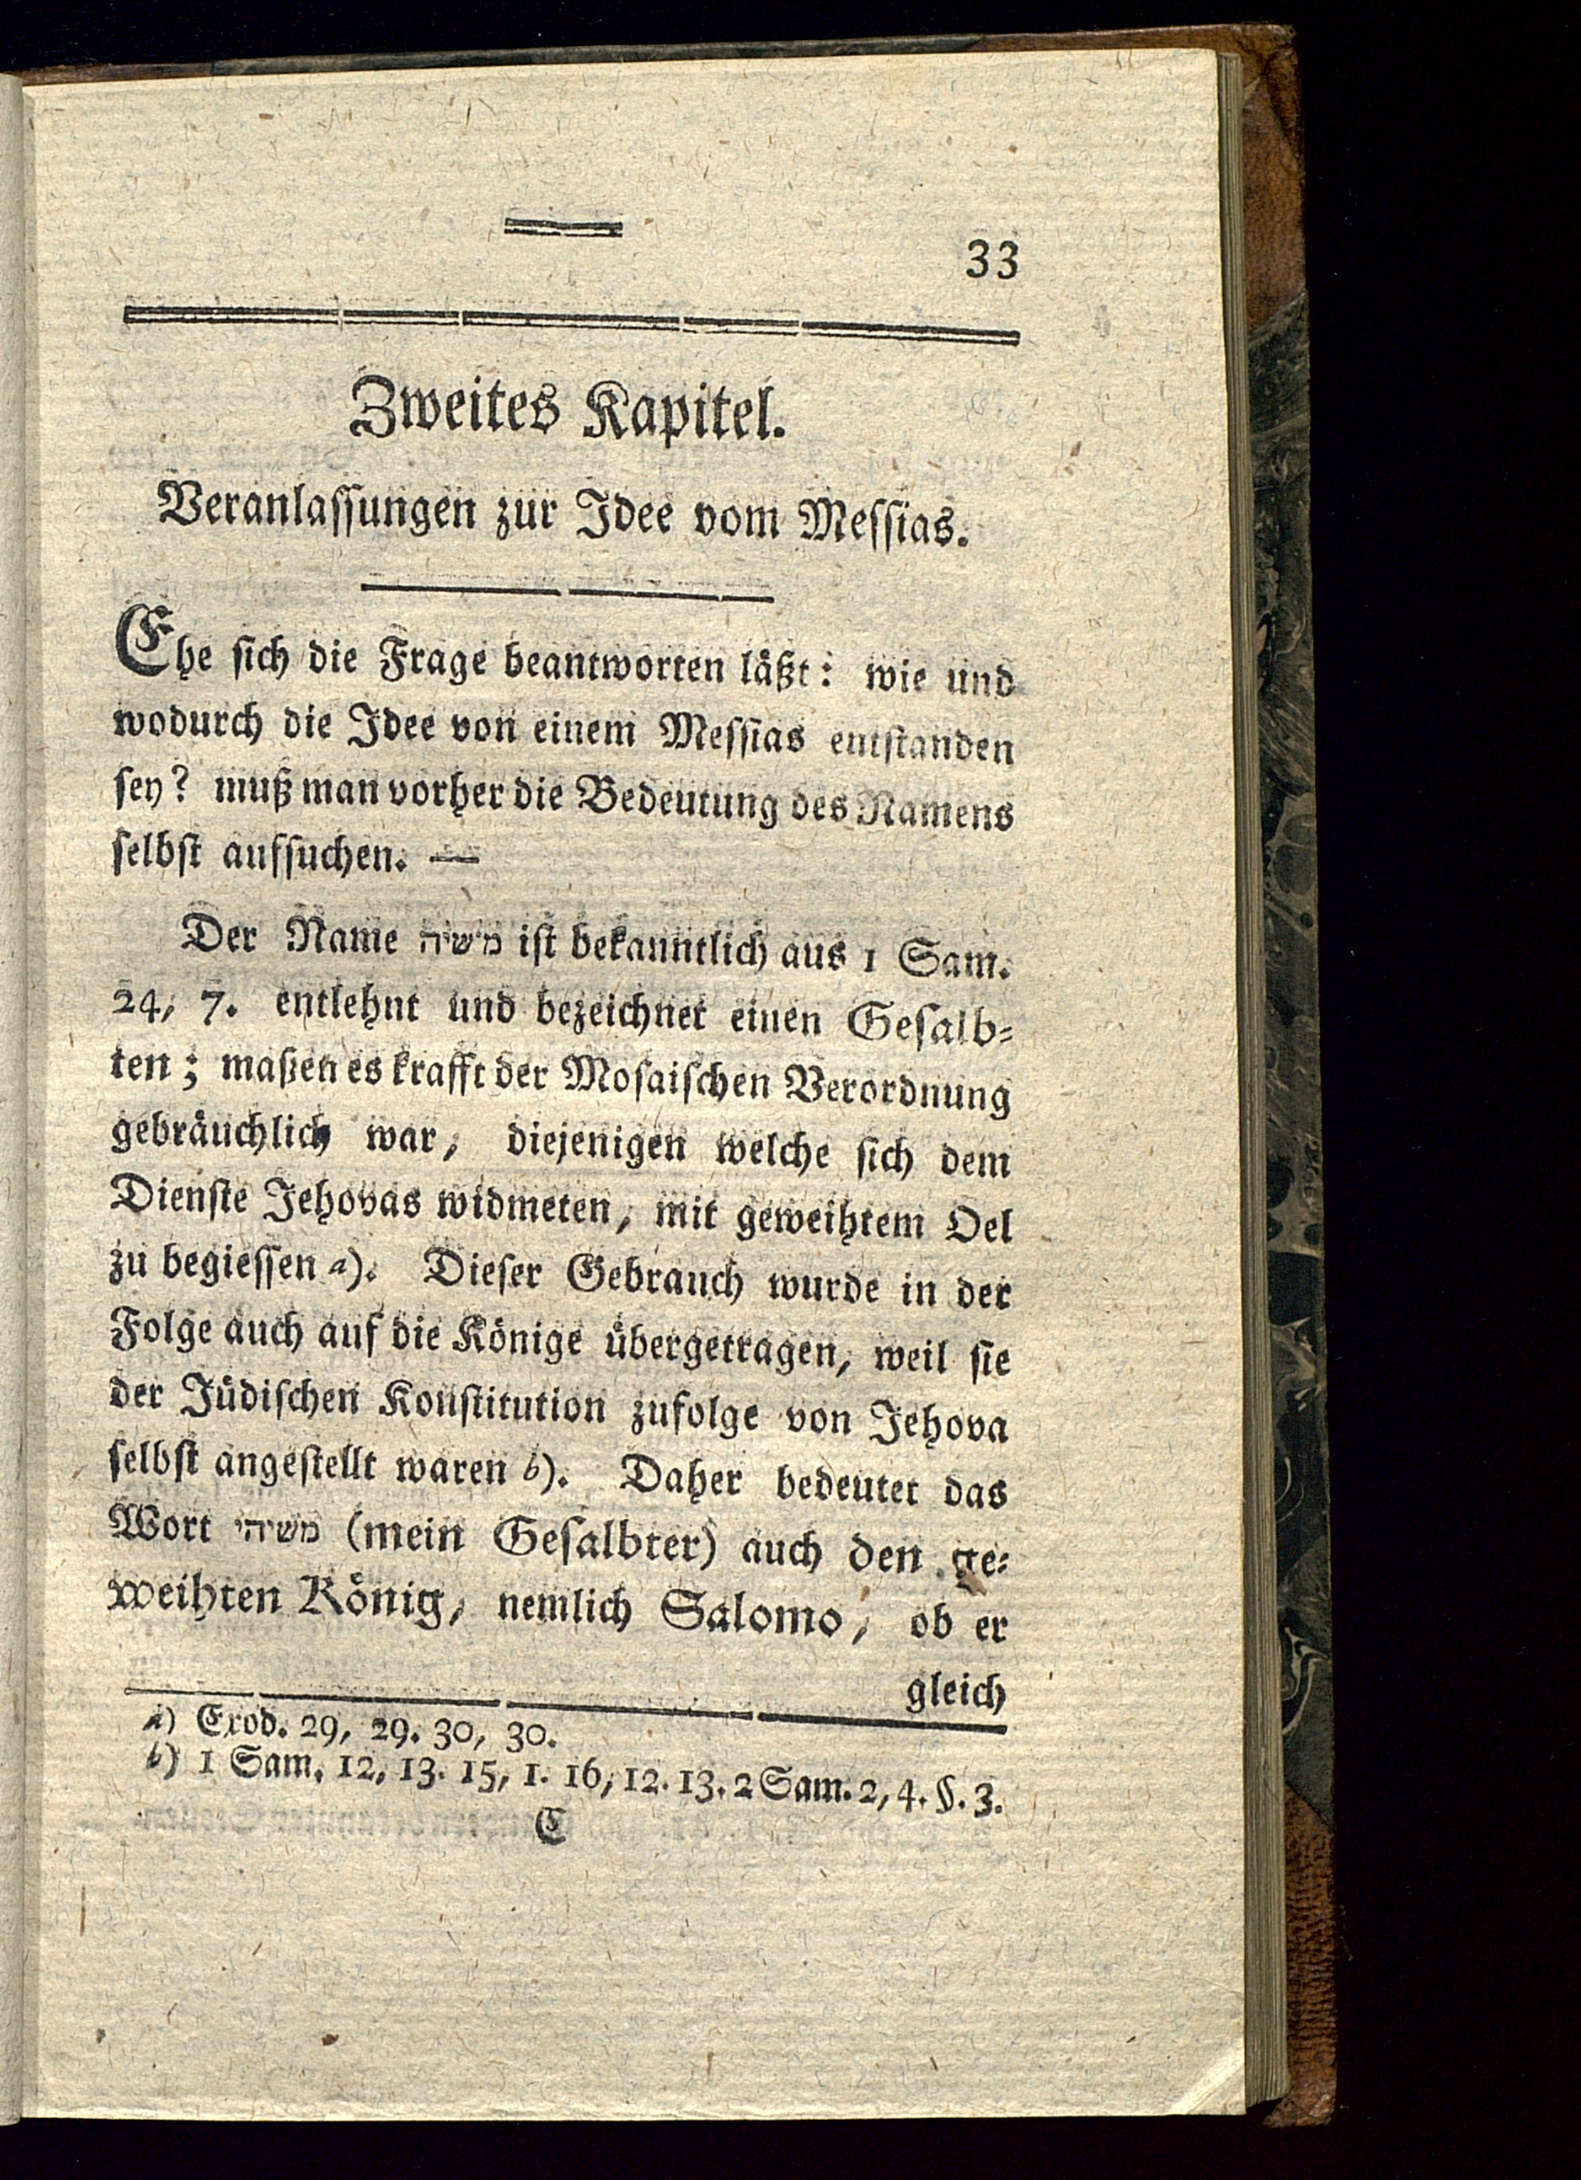 33
Zweites Kapitel.
Veranlassungen zur Idee vom Messias.
Ehe sich die Frage beantworten läßt: wie und
wodurch die Idee von einem Messias entstanden
sey? muß man vorher die Bedeutung des Namens
selbst aufsuchen. —
Der Name משיח ist bekanntlich aus 1 Sam.
24, 7. entlehnt und bezeichnet einen Gesalb-
ten; maßen es krafft der Mosaischen Verordnung
gebräuchlich war, diejenigen welche sich dem
Dienste Jehovas widmeten, mit geweihtem Oel
zu begiessen a). Dieser Gebrauch wurde in der
Folge auch auf die Könige übergetragen, weil sie
der Jüdischen Konstitution zufolge von Jehova
selbst angestellt waren b). Daher bedeutet das
Wort משיחי (mein Gesalbter) auch den ge-
weihten König, nemlich Salomo, ob er
gleich
a) Exod. 29, 29. 30, 30.
b) 1 Sam. 12, 13. 15, 1. 16, 12. 13. 2 Sam. 2, 4. §. 3.
C